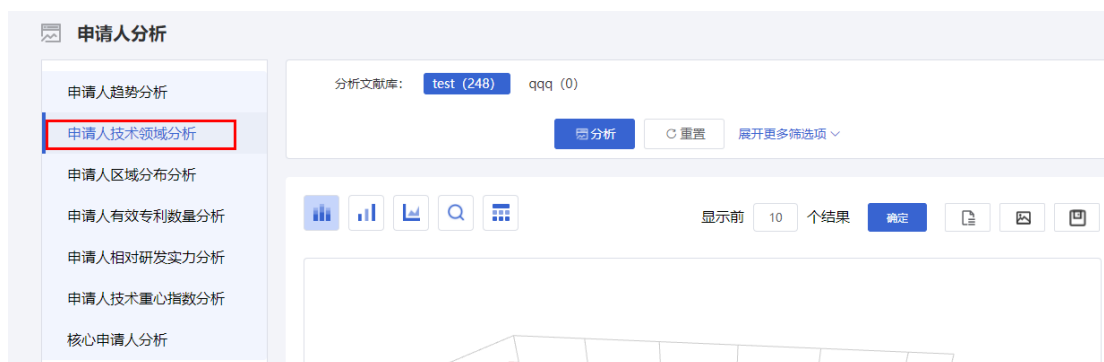 申请人分析
申请人趋势分析
申请人技术领域分析
申请人区域分布分析
申请人有效专利数量分析
申请人相对研发实力分析
申请人技术重心指数分析
核心申请人分析
分析文献库: test (248) qqq (0)
分析 重置 展开更多筛选项
显示前 10 个结果 确定